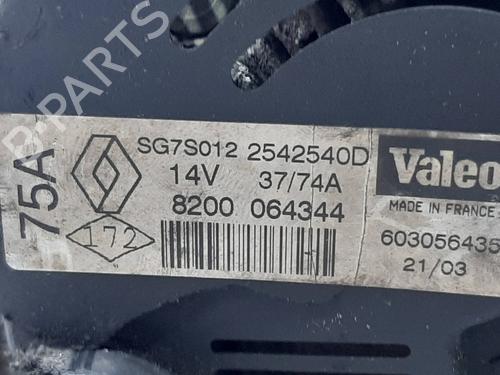 75A
SG7S012 2542540D
14V 37/74A
8200 064344
172
Valeo
MADE IN FRANCE
603056435
21/03
B-PARTS